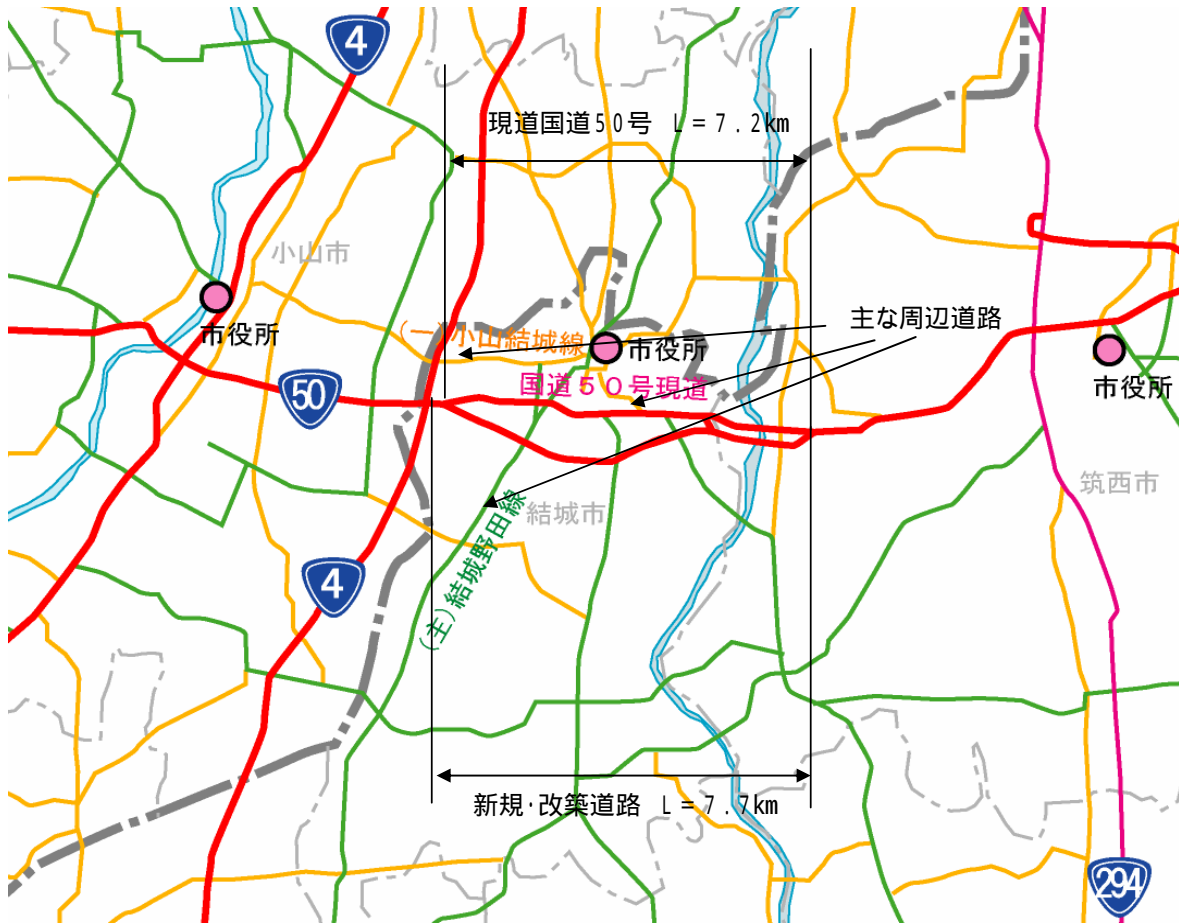 4
現道国道50号 L=7.2km
小山市
市役所
(一)小山結城線
市役所
主な周辺道路
市役所
国道50号現道
50
筑西市
結城市
(主)結城野田線
4
新規・改築道路 L=7.7km
294